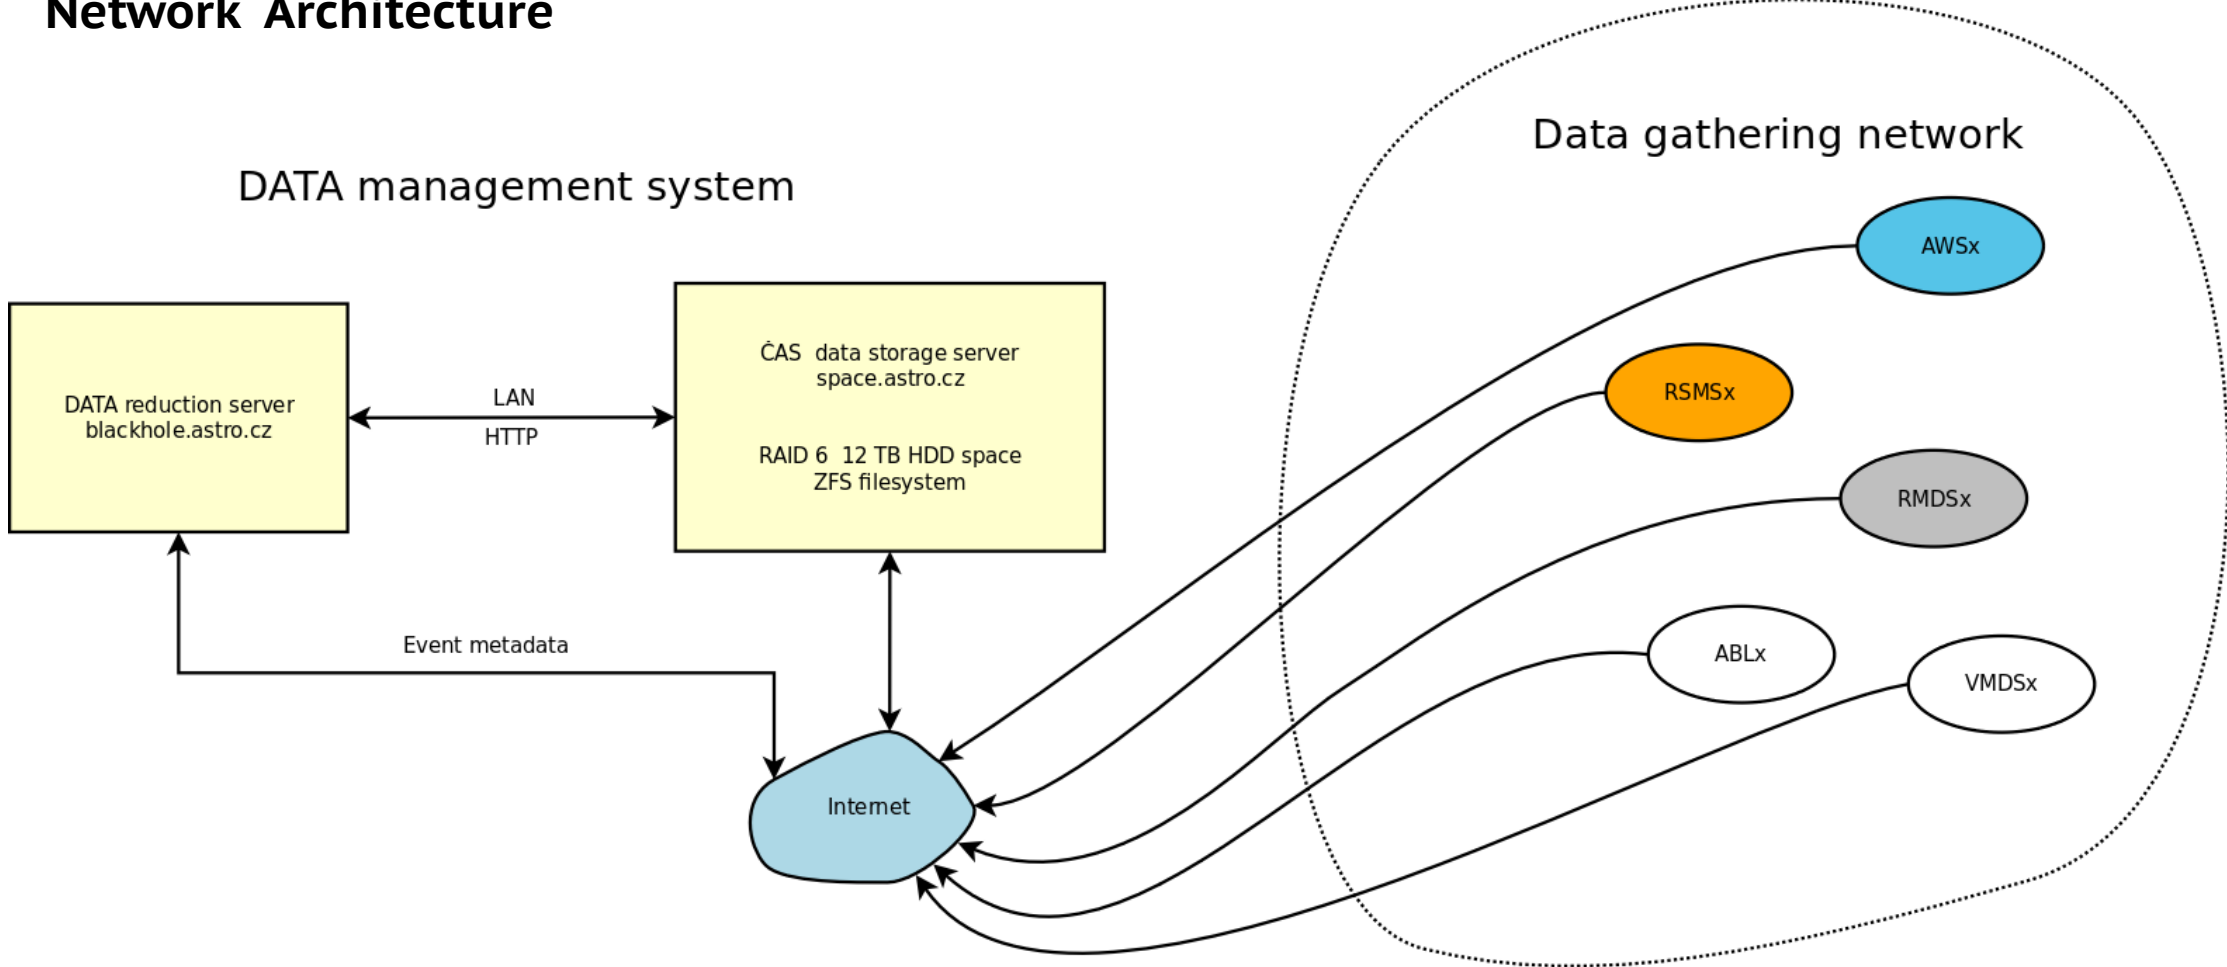 Network Architecture
DATA management system
Data gathering network
DATA reduction server
blackhole.astro.cz
LAN
HTTP
ČAS data storage server
space.astro.cz
RAID 6 12 TB HDD space
ZFS filesystem
Event metadata
Internet
AWSx
RSMSx
RMDSx
ABLx
VMDSx